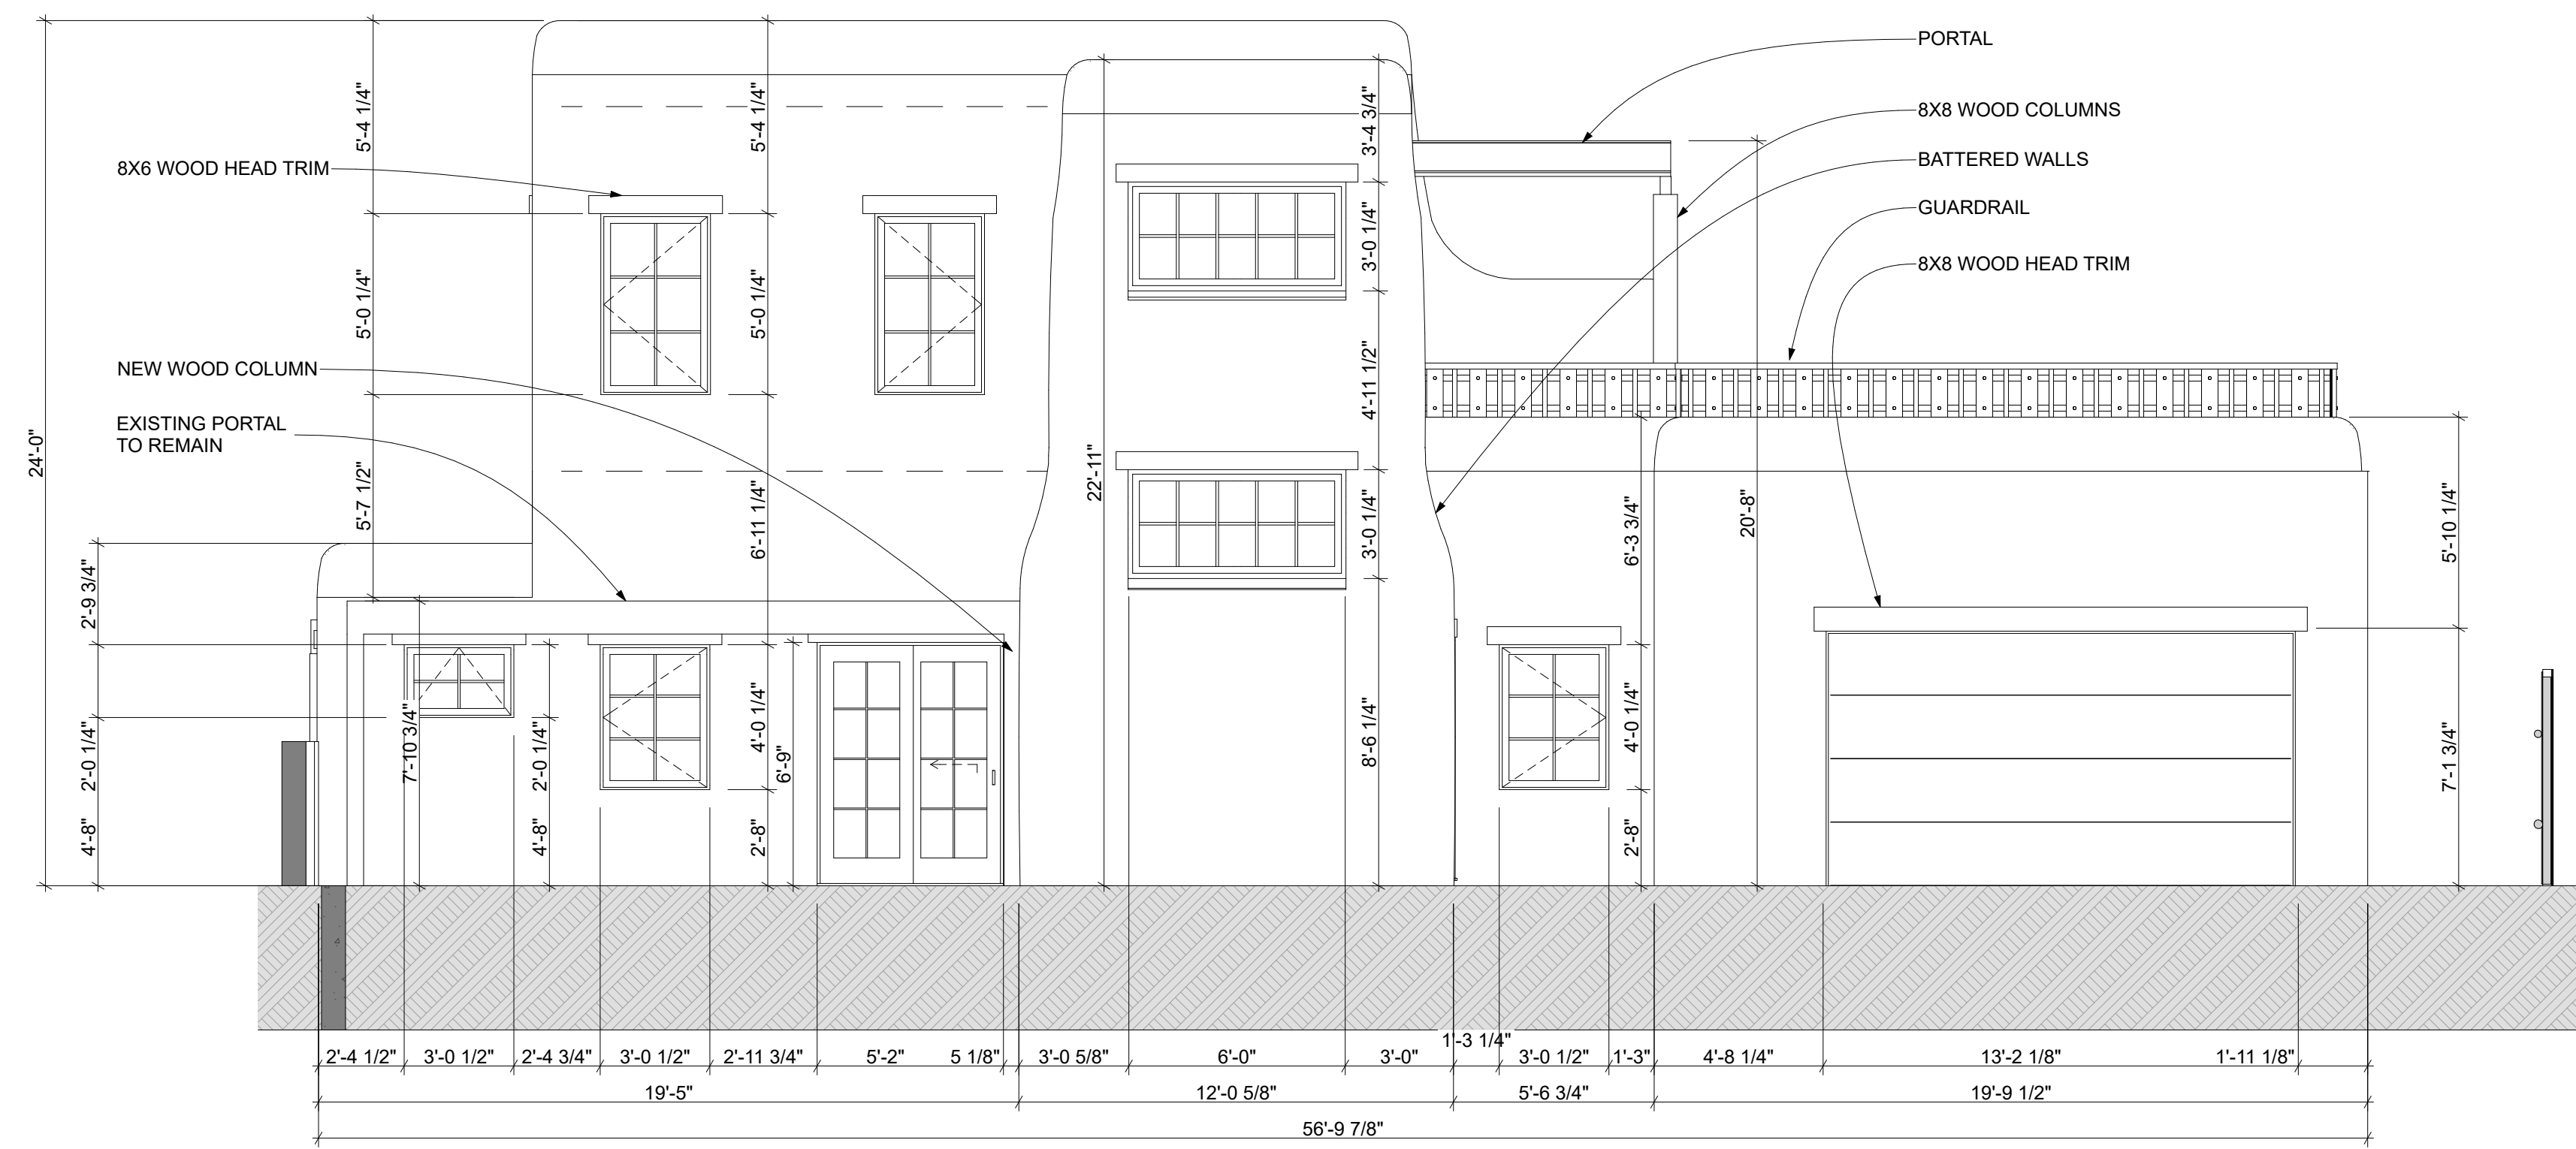 PORTAL
8X8 WOOD COLUMNS
BATTERED WALLS
GUARDRAIL
8X8 WOOD HEAD TRIM
8X6 WOOD HEAD TRIM
NEW WOOD COLUMN
EXISTING PORTAL
TO REMAIN
24'-0"
2'-9 3/4"
2'-0 1/4"
4'-8"
5'-4 1/4"
5'-0 1/4"
5'-7 1/2"
7'-10 3/4"
2'-0 1/4"
4'-8"
5'-4 1/4"
5'-0 1/4"
6'-11 1/4"
4'-0 1/4"
2'-8"
6'-9"
22'-11"
3'-4 3/4"
3'-0 1/4"
4'-11 1/2"
3'-0 1/4"
8'-6 1/4"
6'-3 3/4"
4'-0 1/4"
2'-8"
20'-8"
5'-10 1/4"
7'-1 3/4"
2'-4 1/2" 3'-0 1/2" 2'-4 3/4" 3'-0 1/2" 2'-11 3/4" 5'-2" 5 1/8" 3'-0 5/8" 6'-0" 3'-0" 1'-3 1/4" 3'-0 1/2" 1'-3" 4'-8 1/4" 13'-2 1/8" 1'-11 1/8"
19'-5" 12'-0 5/8" 5'-6 3/4" 19'-9 1/2"
56'-9 7/8"